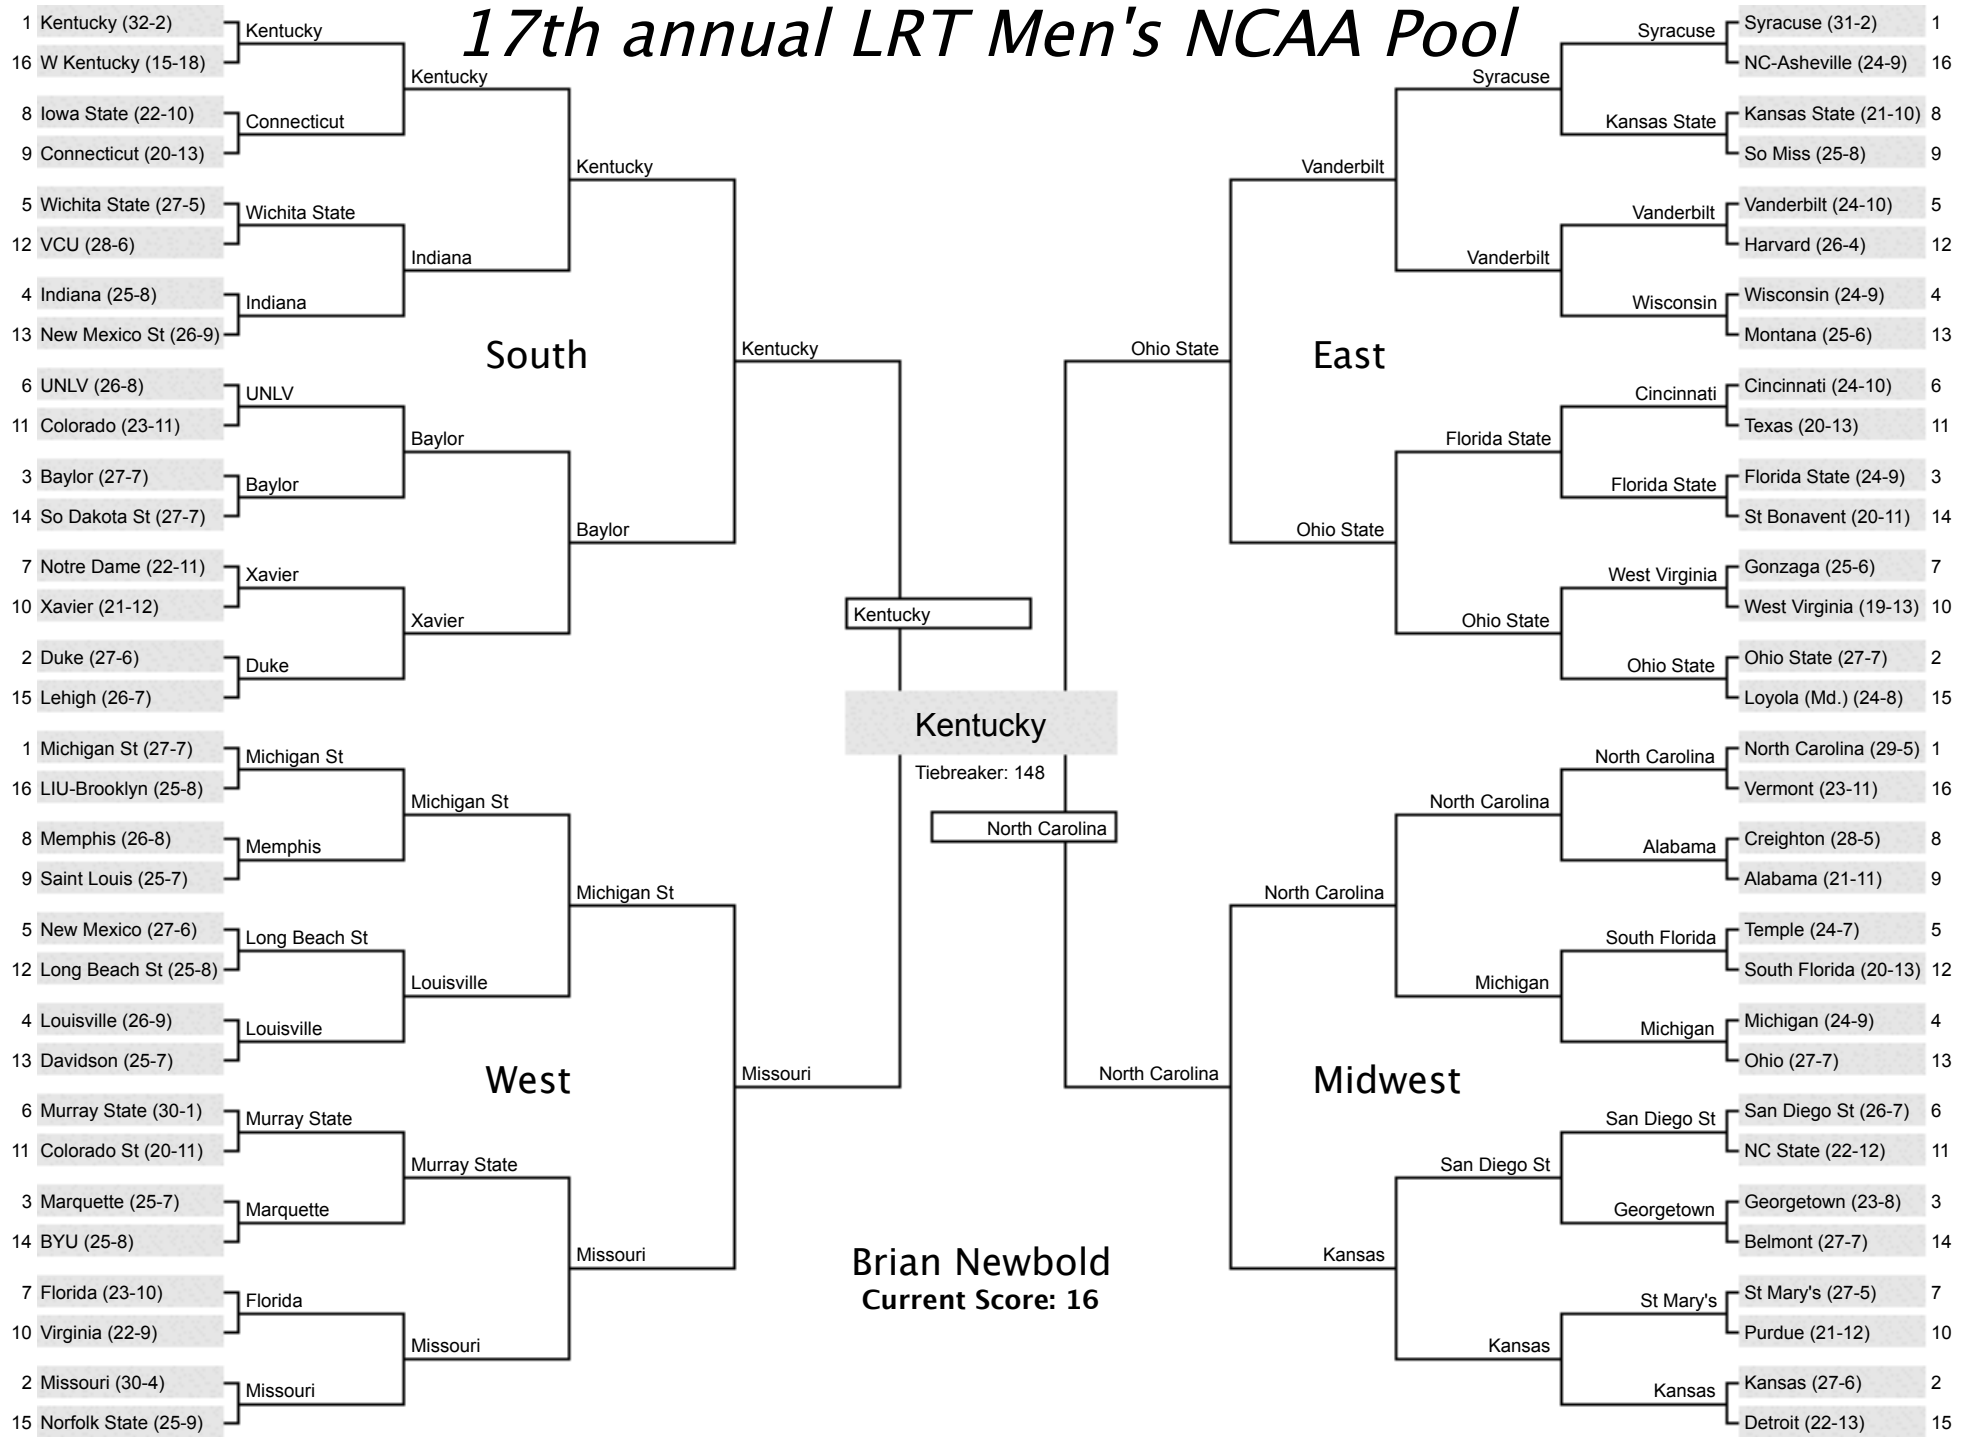 17th annual LRT Men's NCAA Pool
1 Kentucky (32-2)
16 W Kentucky (15-18)
8 Iowa State (22-10)
9 Connecticut (20-13)
5 Wichita State (27-5)
12 VCU (28-6)
4 Indiana (25-8)
13 New Mexico St (26-9)
6 UNLV (26-8)
11 Colorado (23-11)
3 Baylor (27-7)
14 So Dakota St (27-7)
7 Notre Dame (22-11)
10 Xavier (21-12)
2 Duke (27-6)
15 Lehigh (26-7)
Kentucky
Connecticut
Wichita State
Indiana
UNLV
Baylor
Xavier
Duke
Kentucky
Indiana
Baylor
Xavier
Kentucky
Baylor
Kentucky
South
1 Michigan St (27-7)
16 LIU-Brooklyn (25-8)
8 Memphis (26-8)
9 Saint Louis (25-7)
5 New Mexico (27-6)
12 Long Beach St (25-8)
4 Louisville (26-9)
13 Davidson (25-7)
6 Murray State (30-1)
11 Colorado St (20-11)
3 Marquette (25-7)
14 BYU (25-8)
7 Florida (23-10)
10 Virginia (22-9)
2 Missouri (30-4)
15 Norfolk State (25-9)
Michigan St
Memphis
Long Beach St
Louisville
Murray State
Marquette
Florida
Missouri
Michigan St
Louisville
Murray State
Missouri
Michigan St
Missouri
Missouri
West
Kentucky
Kentucky
Tiebreaker: 148
North Carolina
Brian Newbold
Current Score: 16
Syracuse (31-2) 1
NC-Asheville (24-9) 16
Kansas State (21-10) 8
So Miss (25-8) 9
Vanderbilt (24-10) 5
Harvard (26-4) 12
Wisconsin (24-9) 4
Montana (25-6) 13
Cincinnati (24-10) 6
Texas (20-13) 11
Florida State (24-9) 3
St Bonavent (20-11) 14
Gonzaga (25-6) 7
West Virginia (19-13) 10
Ohio State (27-7) 2
Loyola (Md.) (24-8) 15
Syracuse
Kansas State
Vanderbilt
Wisconsin
Cincinnati
Florida State
West Virginia
Ohio State
Syracuse
Vanderbilt
Florida State
Ohio State
Vanderbilt
Ohio State
Ohio State
East
North Carolina (29-5) 1
Vermont (23-11) 16
Creighton (28-5) 8
Alabama (21-11) 9
Temple (24-7) 5
South Florida (20-13) 12
Michigan (24-9) 4
Ohio (27-7) 13
San Diego St (26-7) 6
NC State (22-12) 11
Georgetown (23-8) 3
Belmont (27-7) 14
St Mary's (27-5) 7
Purdue (21-12) 10
Kansas (27-6) 2
Detroit (22-13) 15
North Carolina
Alabama
South Florida
Michigan
San Diego St
Georgetown
St Mary's
Kansas
North Carolina
Michigan
San Diego St
Kansas
North Carolina
Kansas
North Carolina
Midwest